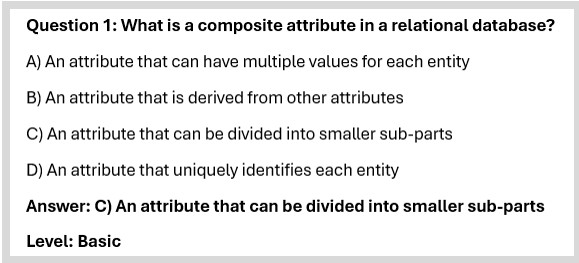 Question 1: What is a composite attribute in a relational database?
A) An attribute that can have multiple values for each entity
B) An attribute that is derived from other attributes
C) An attribute that can be divided into smaller sub-parts
D) An attribute that uniquely identifies each entity
Answer: C) An attribute that can be divided into smaller sub-parts
Level: Basic